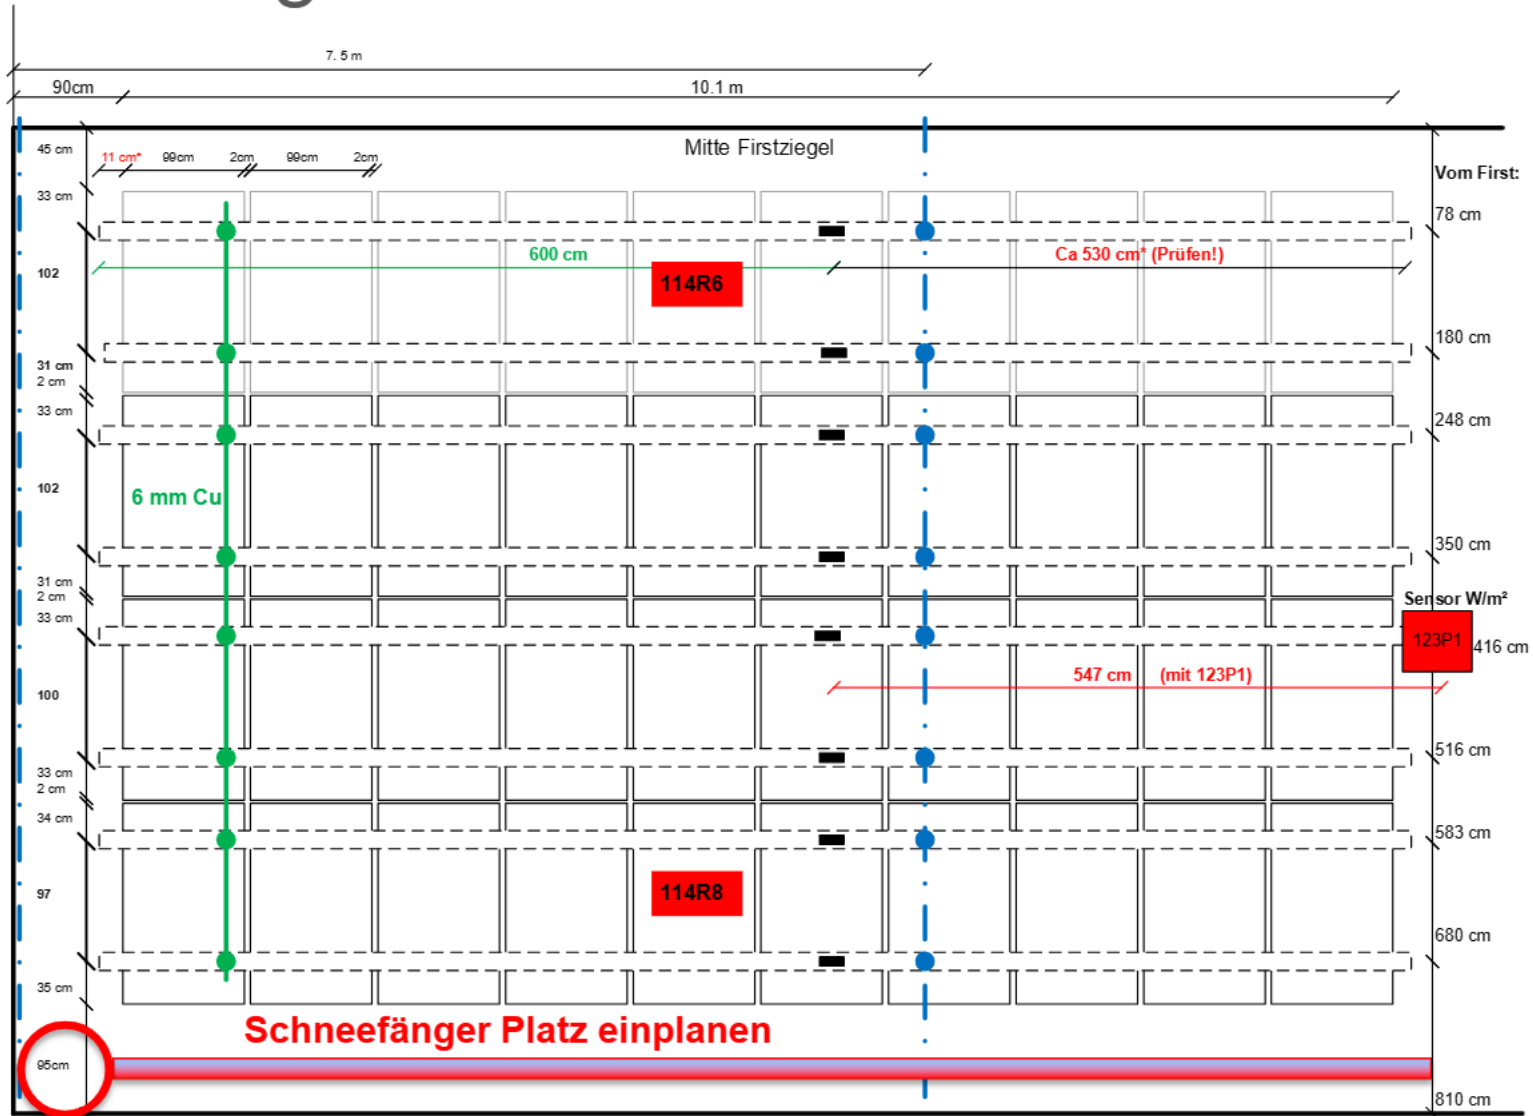 7. 5 m
90cm
10.1 m
45 cm
11 cm*
99cm
2cm
99cm
2cm
Mitte Firstziegel
Vom First:
33 cm
78 cm
600 cm
Ca 530 cm* (Prüfen!)
102
114R6
180 cm
31 cm
2 cm
33 cm
248 cm
102
6 mm Cu
350 cm
31 cm
2 cm
33 cm
Sensor W/m²
123P1
416 cm
547 cm (mit 123P1)
100
516 cm
33 cm
2 cm
34 cm
583 cm
97
114R8
680 cm
35 cm
Schneefänger Platz einplanen
95cm
810 cm